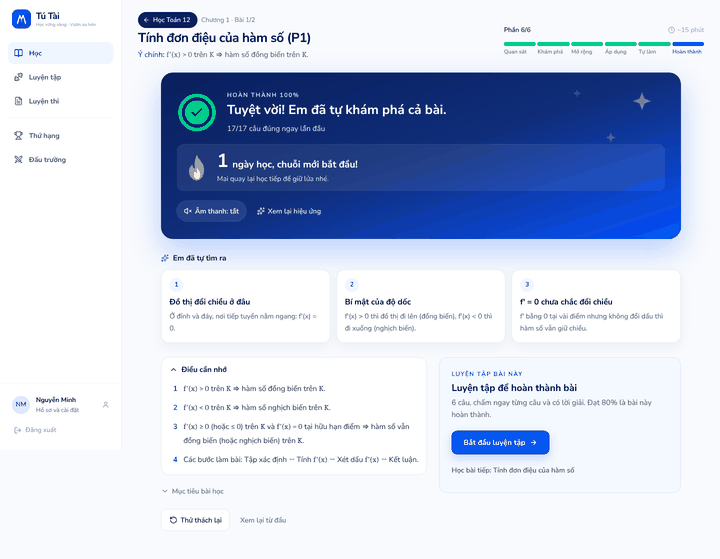 Tú Tài
Học vững vàng · Vươn ưu tiên
Học
Luyện tập
Luyện thi
Thứ hạng
Đấu trường
NM
Nguyên Minh
Hồ sơ và cài đặt
Đăng xuất
← Học Toán 12
Chương 1 · Bài 1/2
Tính đơn điệu của hàm số (P1)
Ý chính: f'(x) > 0 trên K ⇒ hàm số đồng biến trên K.
Phần 6/6
~15 phút
Quan sát
Khám phá
Mở rộng
Áp dụng
Tự làm
Hoàn thành
HOÀN THÀNH 100%
Tuyệt vời! Em đã tự khám phá cả bài.
17/17 câu đúng ngay lần đầu
1 ngày học, chuỗi mới bắt đầu!
Mai quay lại học tiếp để giữ lửa nhé.
Âm thanh: tắt
Xem lại hiệu ứng
Em đã tự tìm ra
1
Đồ thị đổi chiều ở đâu
Ở đỉnh và đáy, nơi tiếp tuyến nằm ngang: f'(x) =
0.
2
Bí mật của độ dốc
f'(x) > 0 thì đồ thị đi lên (đồng biến), f'(x) < 0 thì
đi xuống (nghịch biến).
3
f' = 0 chưa chắc đổi chiều
f' bằng 0 tại vài điểm nhưng không đổi dấu thì
hàm số vẫn giữ chiều.
Điều cần nhớ
1 f'(x) > 0 trên K ⇒ hàm số đồng biến trên K.
2 f'(x) < 0 trên K ⇒ hàm số nghịch biến trên K.
3 f'(x) ≥ 0 (hoặc ≤ 0) trên K và f'(x) = 0 tại hữu hạn điểm ⇒ hàm số vẫn
đồng biến (hoặc nghịch biến) trên K.
4 Các bước làm bài: Tập xác định → Tính f'(x) → Xét dấu f'(x) → Kết luận.
Mục tiêu bài học
Thử thách lại
Xem lại từ đầu
LUYỆN TẬP BÀI NÀY
Luyện tập để hoàn thành bài
6 câu, chấm ngay từng câu và có lời giải. Đạt 80% là bài này
hoàn thành.
Bắt đầu luyện tập →
Học bài tiếp: Tính đơn điệu của hàm số